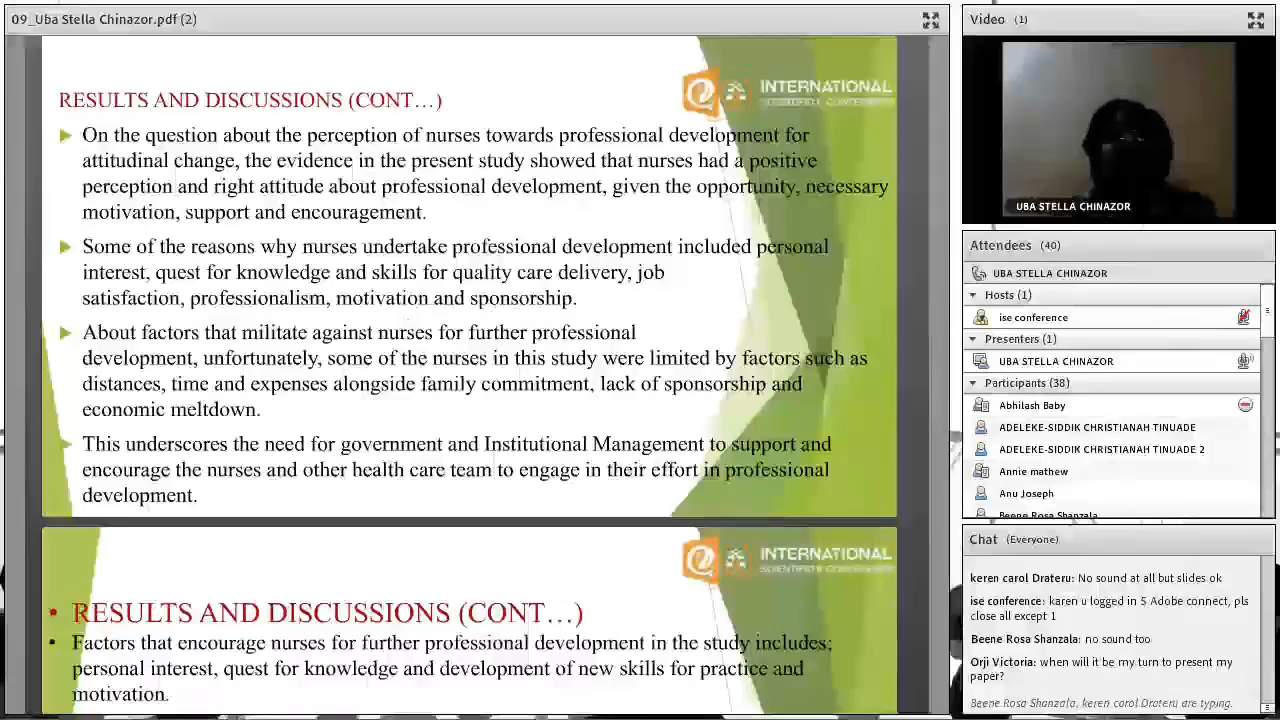 09_Uba Stella Chinazor.pdf (2)
INTERNATIONAL
RESULTS AND DISCUSSIONS (CONT…)
On the question about the perception of nurses towards professional development for
attitudinal change, the evidence in the present study showed that nurses had a positive
perception and right attitude about professional development, given the opportunity, necessary
motivation, support and encouragement.
Some of the reasons why nurses undertake professional development included personal
interest, quest for knowledge and skills for quality care delivery, job
satisfaction, professionalism, motivation and sponsorship.
About factors that militate against nurses for further professional
development, unfortunately, some of the nurses in this study were limited by factors such as
distances, time and expenses alongside family commitment, lack of sponsorship and
economic meltdown.
This underscores the need for government and Institutional Management to support and
encourage the nurses and other health care team to engage in their effort in professional
development.
INTERNATIONAL
SCIENTIFIC CONFERENCE
• RESULTS AND DISCUSSIONS (CONT…)
• Factors that encourage nurses for further professional development in the study includes;
personal interest, quest for knowledge and development of new skills for practice and
motivation.
Video (1)
UBA STELLA CHINAZOR
Attendees (40)
UBA STELLA CHINAZOR
Hosts (1)
ise conference
Presenters (1)
UBA STELLA CHINAZOR
Participants (38)
Abhilash Baby
ADELEKE-SIDDIK CHRISTIANAH TINUADE
ADELEKE-SIDDIK CHRISTIANAH TINUADE 2
Annie mathew
Anu Joseph
Beene Rosa Shanzala
Chat (Everyone)
keren carol Drateru: No sound at all but slides ok
ise conference: karen u logged in 5 Adobe connect, pls
close all except 1
Beene Rosa Shanzala: no sound too
Orji Victoria: when will it be my turn to present my
paper?
Beene Rosa Shanzala, keren carol Drateru are typing.